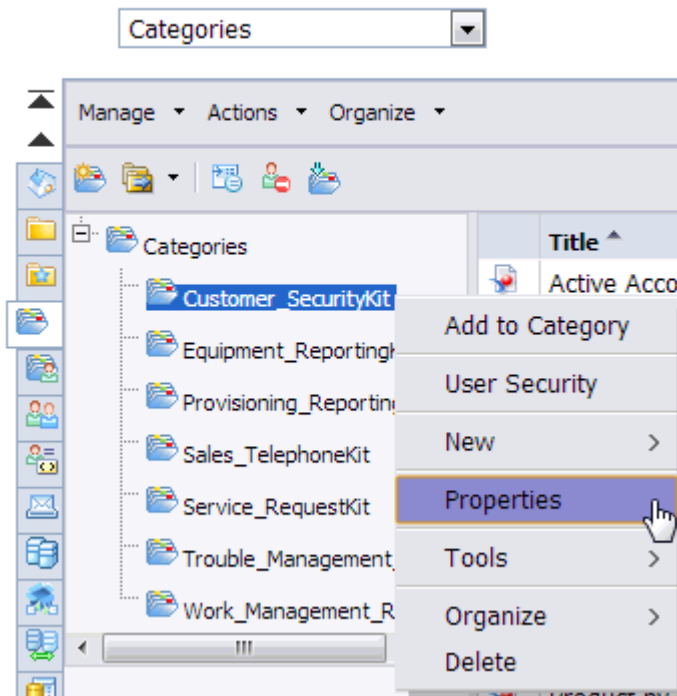 Categories
Manage Actions Organize
Categories
Title
Active Acco
Customer_SecurityKit
Add to Category
Equipment_Reporting
User Security
Provisioning_Reporting
New
Sales_TelephoneKit
Properties
Service_RequestKit
Trouble_Management_
Tools
Work_Management_R
Organize
Delete